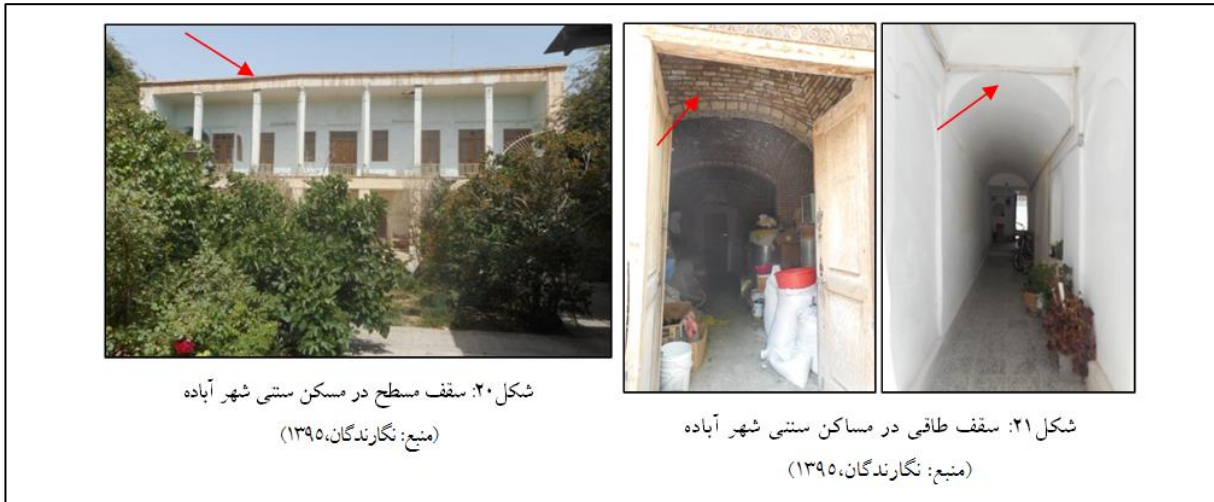 شکل۲۰: سقف مسطح در مسکن سنتی شهر آباده
(منبع: نگارندگان،۱۳۹۵)
شکل۲۱: سقف طاقی در مساکن سنتی شهر آباده
(منبع: نگارندگان،۱۳۹۵)